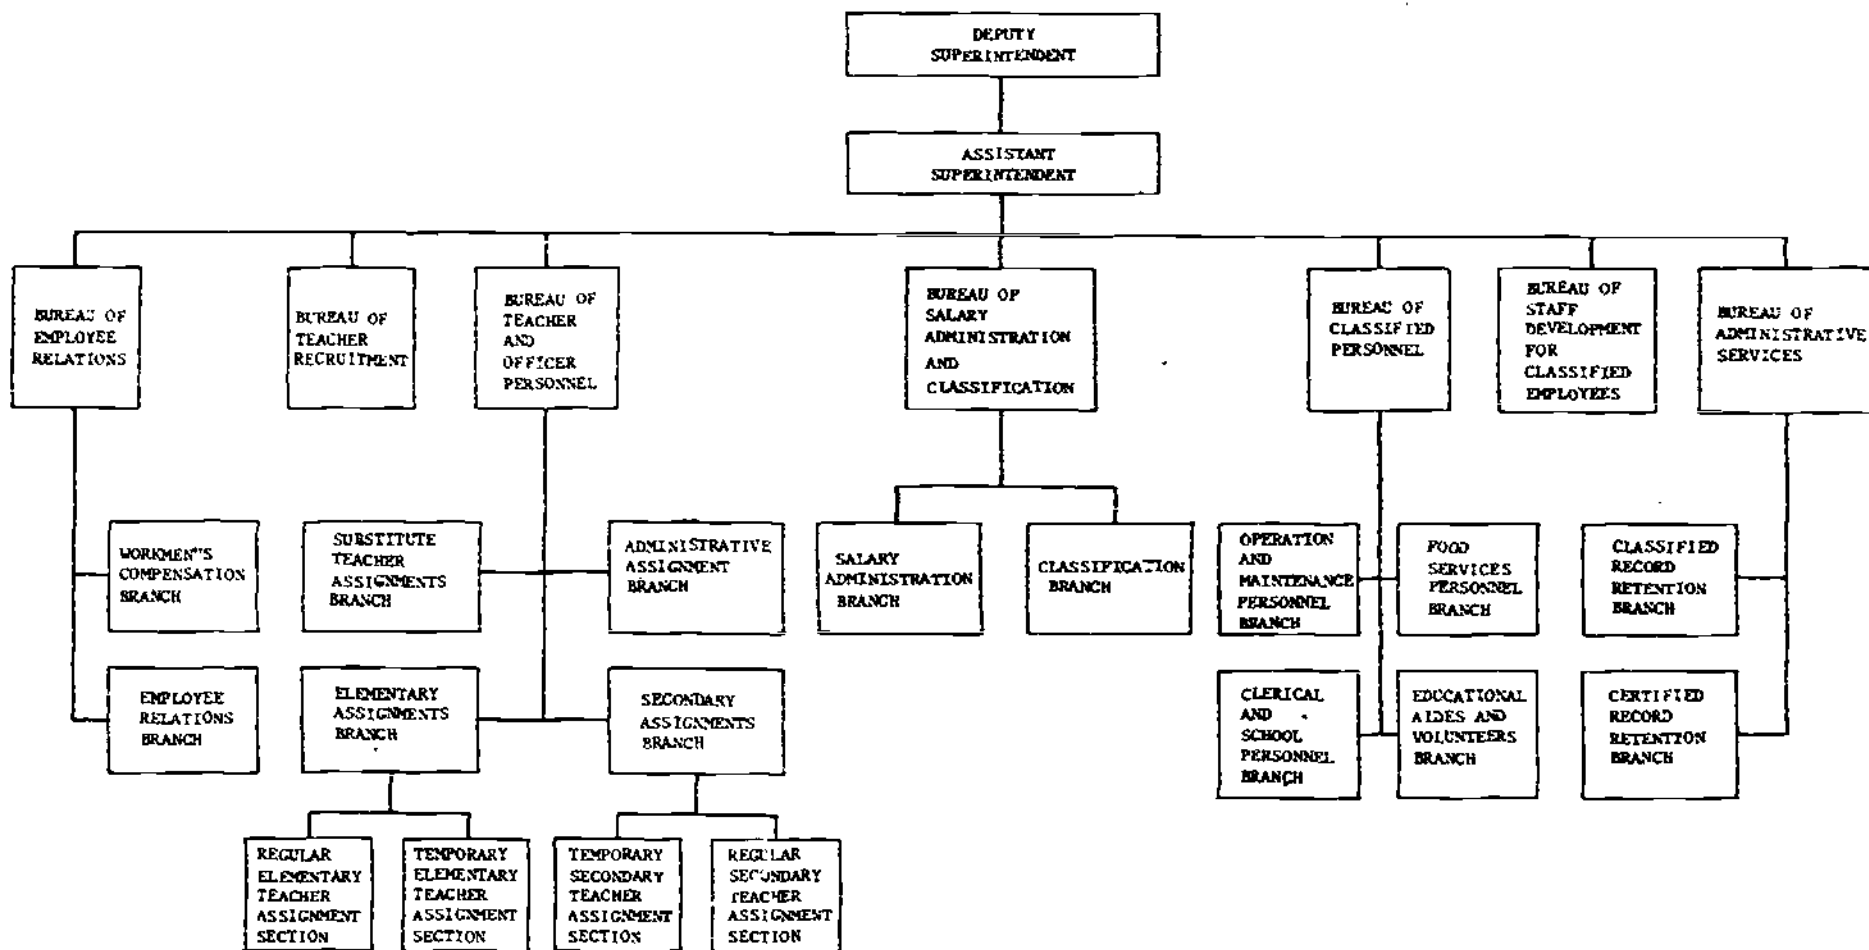 DEPUTY
SUPERINTENDENT
ASSISTANT
SUPERINTENDENT
BUREAU OF
EMPLOYEE
RELATIONS
BUREAU OF
TEACHER
RECRUITMENT
BUREAU OF
TEACHER
AND
OFFICER
PERSONNEL
BUREAU OF
SALARY
ADMINISTRATION
AND
CLASSIFICATION
BUREAU OF
CLASSIFIED
PERSONNEL
BUREAU OF
STAFF
DEVELOPMENT
FOR
CLASSIFIED
EMPLOYEES
BUREAU OF
ADMINISTRATIVE
SERVICES
WORKMEN'S
COMPENSATION
BRANCH
SUBSTITUTE
TEACHER
ASSIGNMENTS
BRANCH
ADMINISTRATIVE
ASSIGNMENT
BRANCH
SALARY
ADMINISTRATION
BRANCH
CLASSIFICATION
BRANCH
OPERATION
AND
MAINTENANCE
PERSONNEL
BRANCH
FOOD
SERVICES
PERSONNEL
BRANCH
CLASSIFIED
RECORD
RETENTION
BRANCH
EMPLOYEE
RELATIONS
BRANCH
ELEMENTARY
ASSIGNMENTS
BRANCH
SECONDARY
ASSIGNMENTS
BRANCH
CLERICAL
AND
SCHOOL
PERSONNEL
BRANCH
EDUCATIONAL
AIDES AND
VOLUNTEERS
BRANCH
CERTIFIED
RECORD
RETENTION
BRANCH
REGULAR
ELEMENTARY
TEACHER
ASSIGNMENT
SECTION
TEMPORARY
ELEMENTARY
TEACHER
ASSIGNMENT
SECTION
TEMPORARY
SECONDARY
TEACHER
ASSIGNMENT
SECTION
REGULAR
SECONDARY
TEACHER
ASSIGNMENT
SECTION